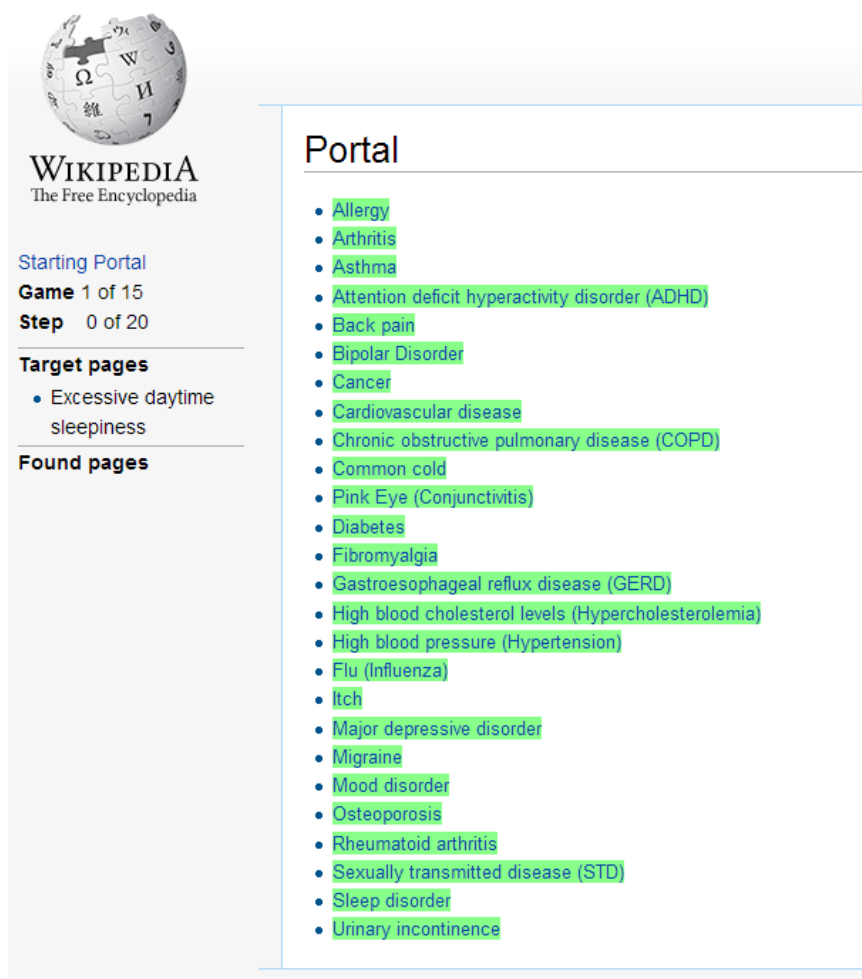 WIKIPEDIA
The Free Encyclopedia
Starting Portal
Game 1 of 15
Step 0 of 20
Target pages
Excessive daytime
sleepiness
Found pages
Portal
Allergy
Arthritis
Asthma
Attention deficit hyperactivity disorder (ADHD)
Back pain
Bipolar Disorder
Cancer
Cardiovascular disease
Chronic obstructive pulmonary disease (COPD)
Common cold
Pink Eye (Conjunctivitis)
Diabetes
Fibromyalgia
Gastroesophageal reflux disease (GERD)
High blood cholesterol levels (Hypercholesterolemia)
High blood pressure (Hypertension)
Flu (Influenza)
Itch
Major depressive disorder
Migraine
Mood disorder
Osteoporosis
Rheumatoid arthritis
Sexually transmitted disease (STD)
Sleep disorder
Urinary incontinence